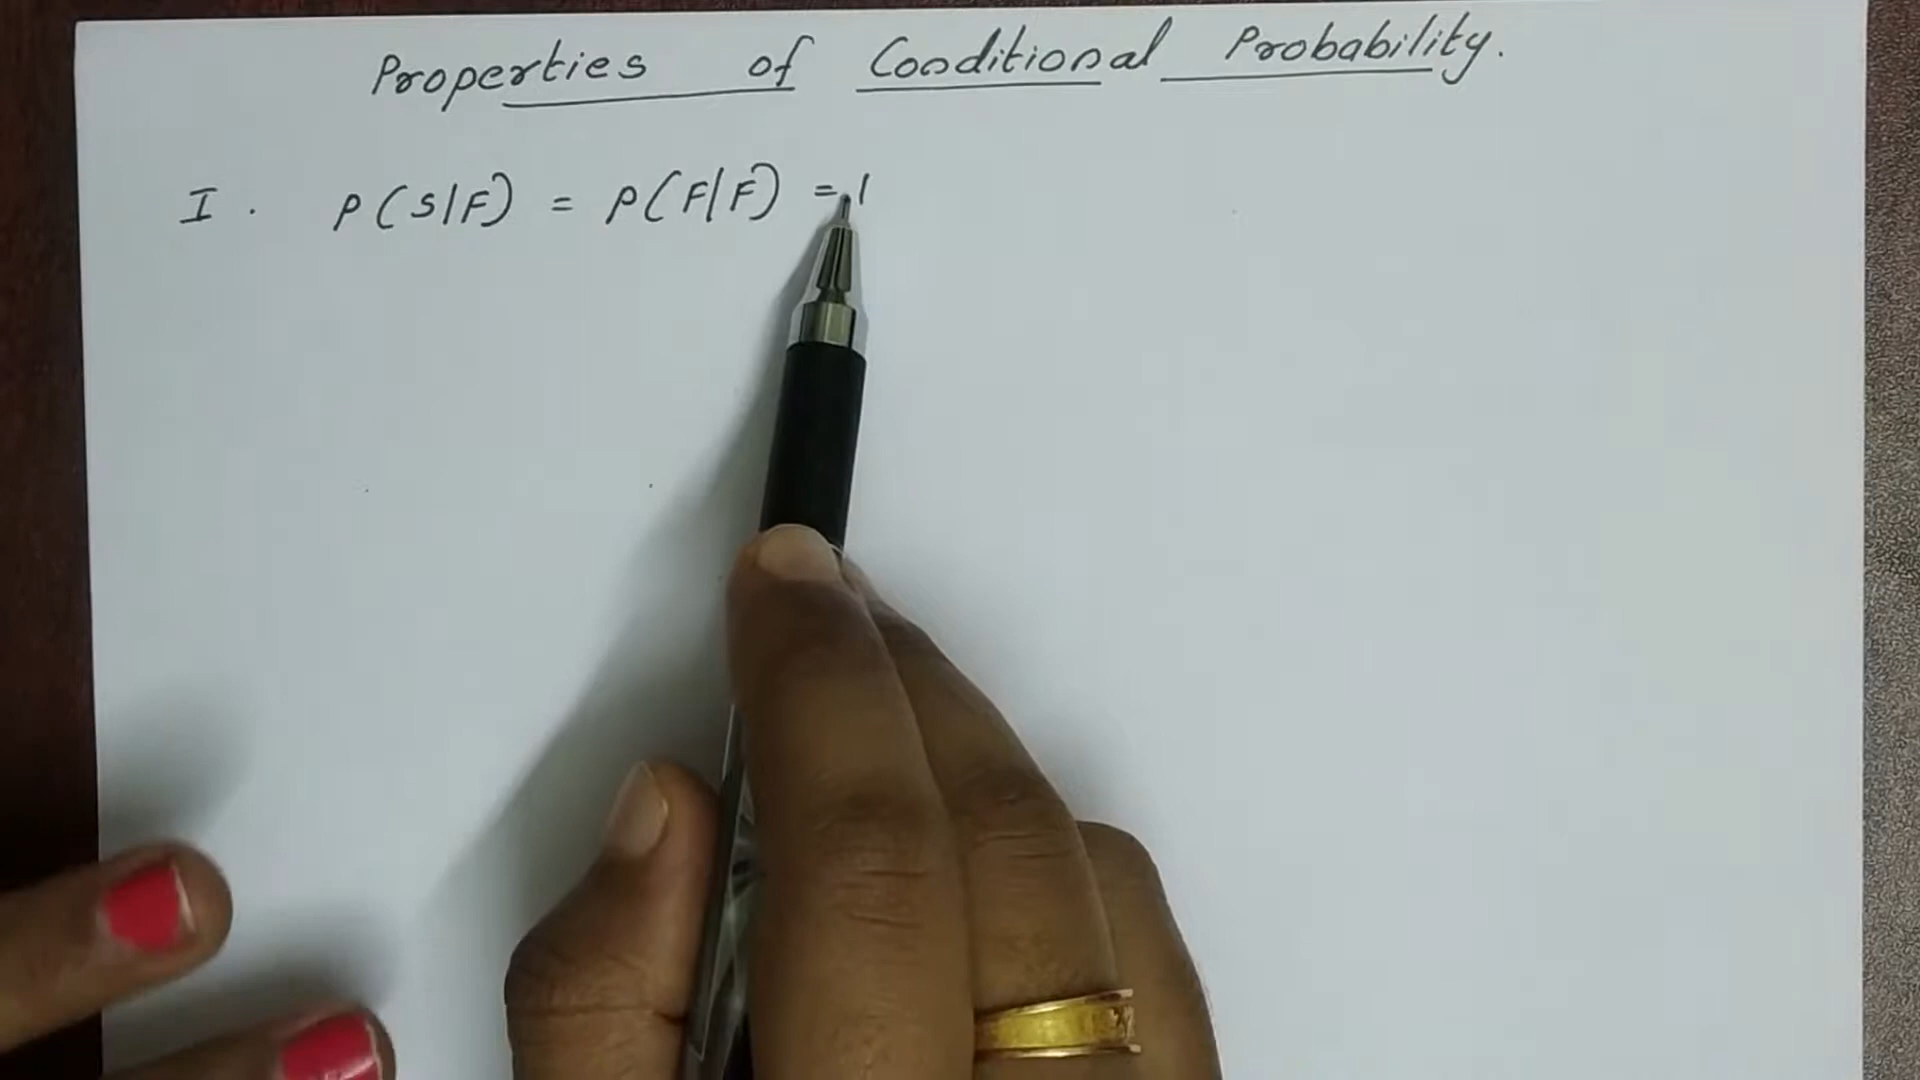 Properties of Conditional Probability.
I. P(S|F) = P(F|F) = 1